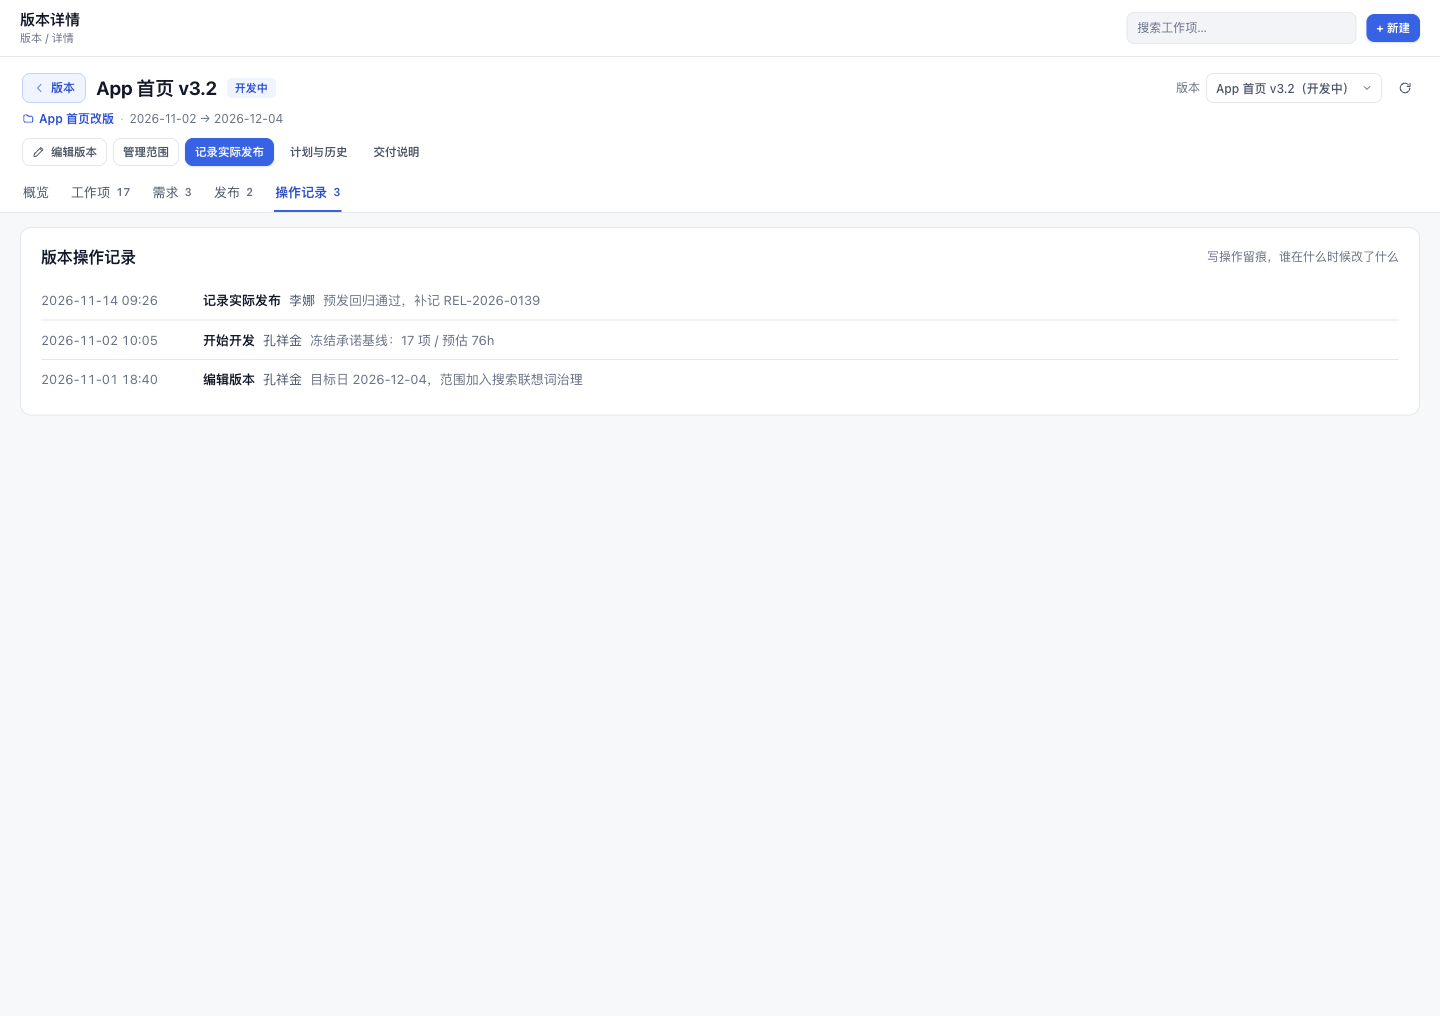 版本详情
版本 / 详情
搜索工作项...
+ 新建
版本
App 首页 v3.2
开发中
版本
App 首页 v3.2（开发中）
App 首页改版 · 2026-11-02 → 2026-12-04
编辑版本
管理范围
记录实际发布
计划与历史
交付说明
概览
工作项 17
需求 3
发布 2
操作记录 3
版本操作记录
写操作留痕，谁在什么时候改了什么
2026-11-14 09:26 记录实际发布 李娜 预发回归通过，补记 REL-2026-0139
2026-11-02 10:05 开始开发 孔祥金 冻结承诺基线：17 项 / 预估 76h
2026-11-01 18:40 编辑版本 孔祥金 目标日 2026-12-04，范围加入搜索联想词治理